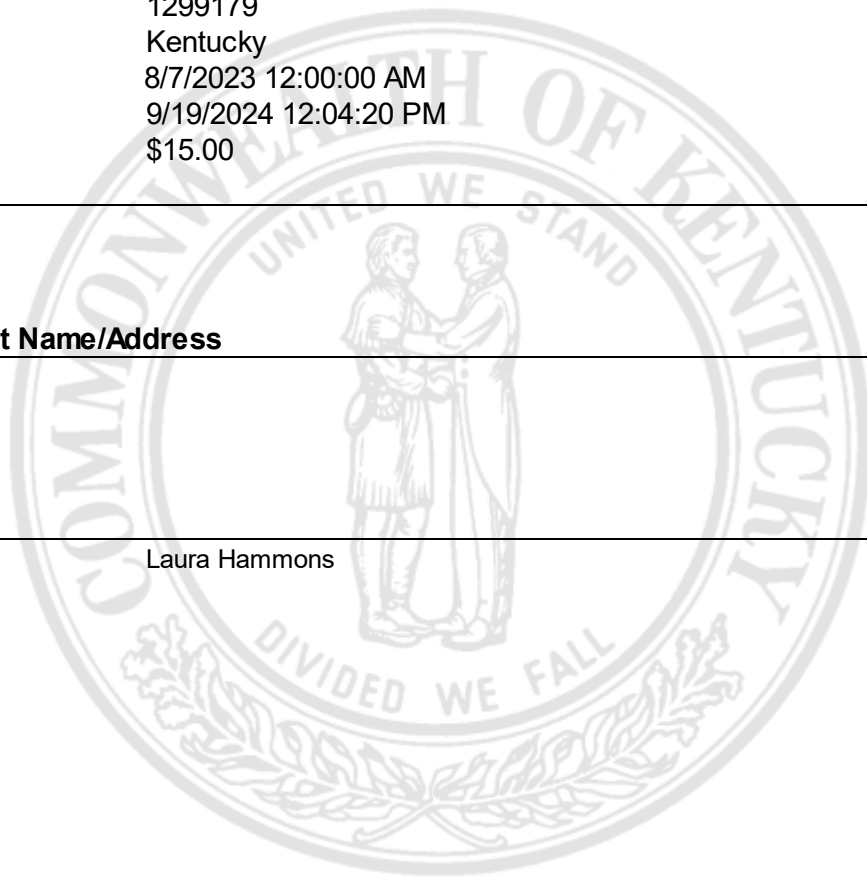 1299179
Kentucky
8/7/2023 12:00:00 AM
9/19/2024 12:04:20 PM
$15.00
t Name/Address
Laura Hammons
COMMONWEALTH OF KENTUCKY
UNITED WE STAND
DIVIDED WE FALL